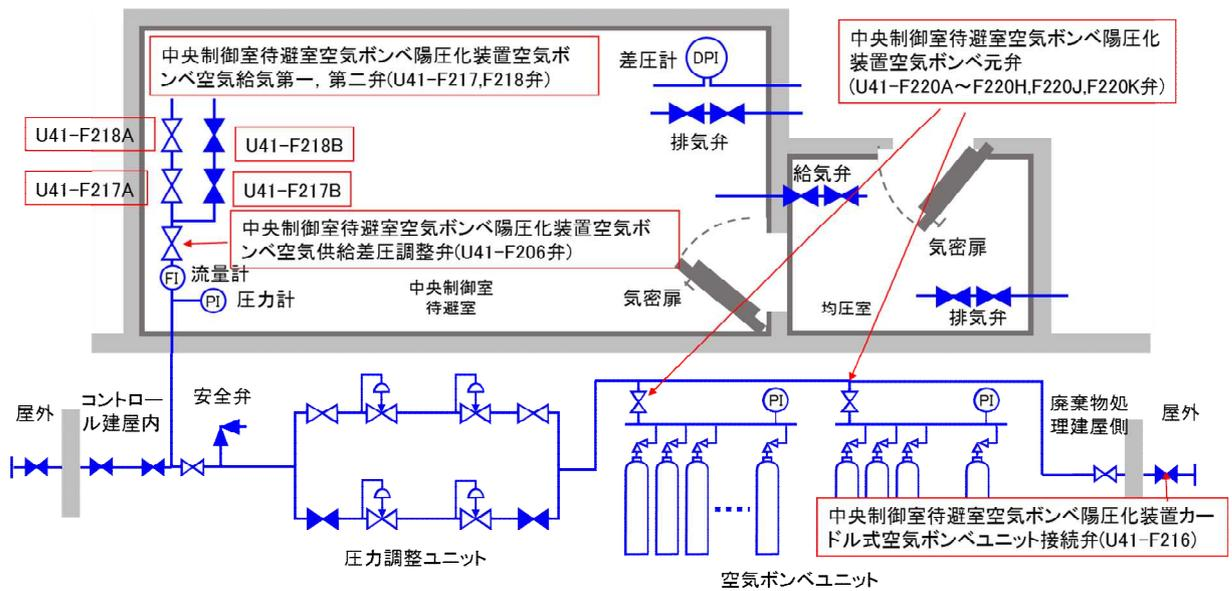 中央制御室待避室空気ボンベ陽圧化装置空気ボ
ンベ空気給気第一，第二弁(U41-F217,F218弁)
差圧計
DPI
中央制御室待避室空気ボンベ陽圧化
装置空気ボンベ元弁
(U41-F220A～F220H,F220J,F220K弁)
U41-F218A
U41-F218B
排気弁
U41-F217A
U41-F217B
給気弁
中央制御室待避室空気ボンベ陽圧化装置空気ボ
ンベ空気供給差圧調整弁(U41-F206弁)
気密扉
FI
流量計
PI
圧力計
中央制御室
待避室
気密扉
均圧室
排気弁
屋外
コントロー
ル建屋内
安全弁
PI
PI
廃棄物処
理建屋側
屋外
中央制御室待避室空気ボンベ陽圧化装置カー
ドル式空気ボンベユニット接続弁(U41-F216)
圧力調整ユニット
空気ボンベユニット